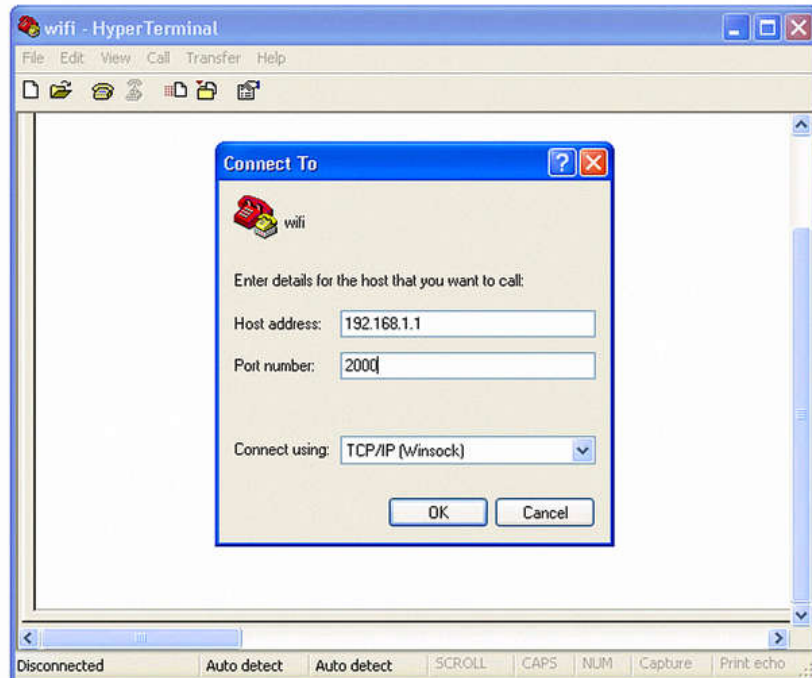 wifi - HyperTerminal
File Edit View Call Transfer Help
Connect To
wifi
Enter details for the host that you want to call:
Host address: 192.168.1.1
Port number: 2000
Connect using: TCP/IP (Winsock)
OK Cancel
Disconnected Auto detect Auto detect SCROLL CAPS NUM Capture Print echo